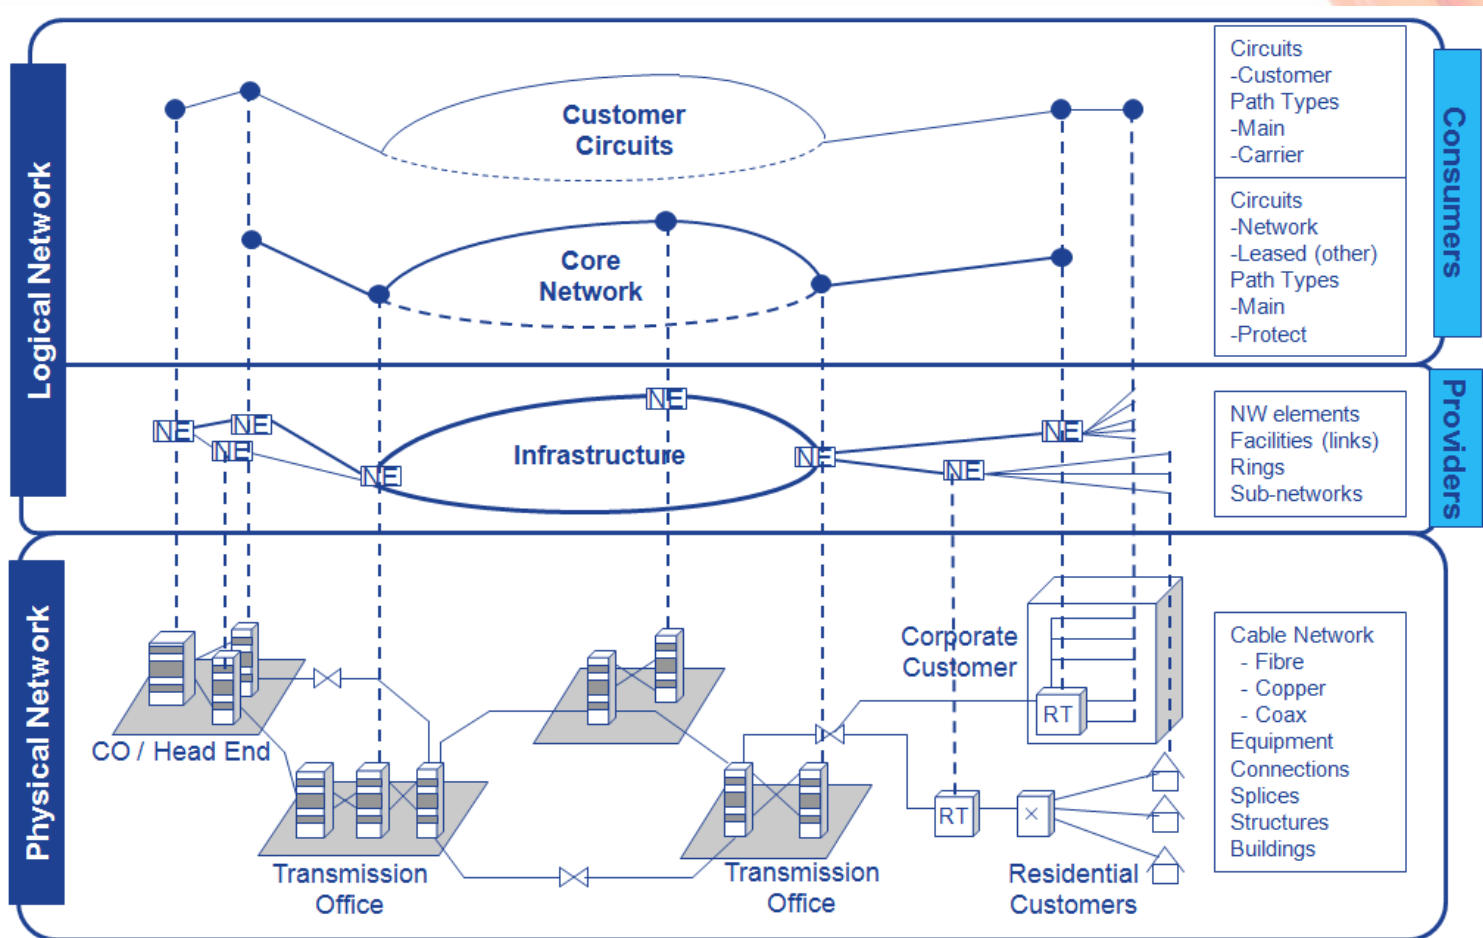 Logical Network
Customer
Circuits
Circuits
-Customer
Path Types
-Main
-Carrier
Consumers
Core
Network
Circuits
-Network
-Leased (other)
Path Types
-Main
-Protect
NE
NE
NE
NE
NE
Infrastructure
NE
NE
NE
NW elements
Facilities (links)
Rings
Sub-networks
Providers
Physical Network
CO / Head End
Transmission
Office
Transmission
Office
Corporate
Customer
RT
RT
×
Residential
Customers
Cable Network
- Fibre
- Copper
- Coax
Equipment
Connections
Splices
Structures
Buildings